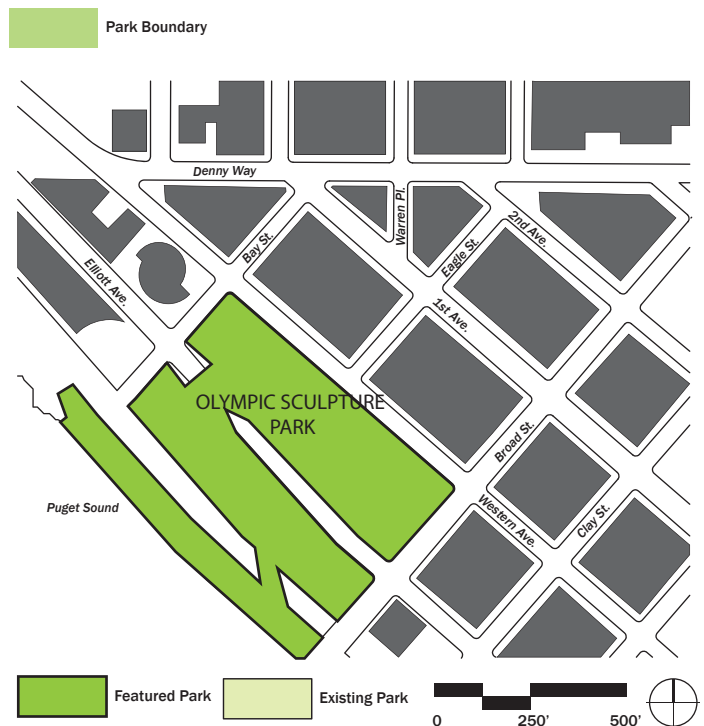 Park Boundary
Denny Way
Warren Pl.
2nd Ave.
Bay St.
Eagle St.
Elliott Ave.
1st Ave.
OLYMPIC SCULPTURE
PARK
Broad St.
Puget Sound
Western Ave.
Clay St.
Featured Park
Existing Park
0
250'
500'